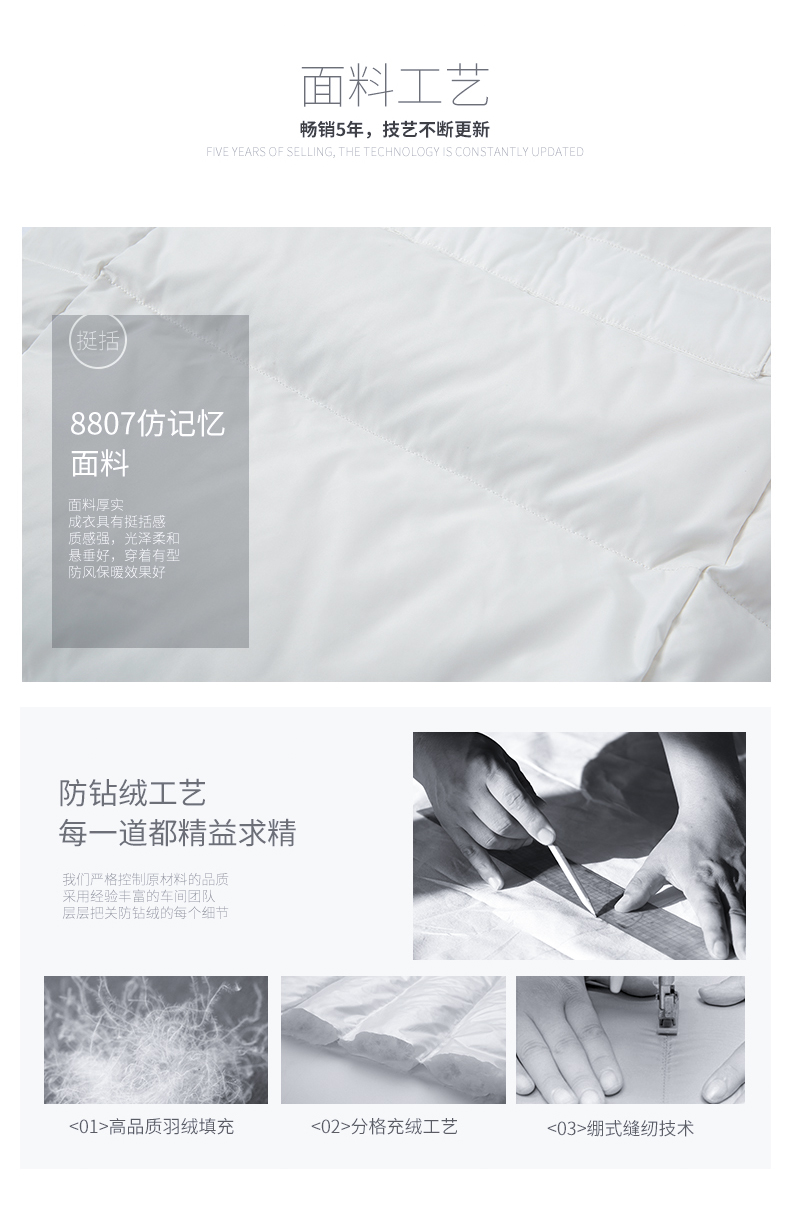 面料工艺
畅销5年，技艺不断更新
FIVE YEARS OF SELLING, THE TECHNOLOGY IS CONSTANTLY UPDATED
挺括
8807仿记忆
面料
面料厚实
成衣具有挺括感
质感强，光泽柔和
悬垂好，穿着有型
防风保暖效果好
防钻绒工艺
每一道都精益求精
我们严格控制原材料的品质
采用经验丰富的车间团队
层层把关防钻绒的每个细节
<01>高品质羽绒填充
<02>分格充绒工艺
<03>绷式缝纫技术